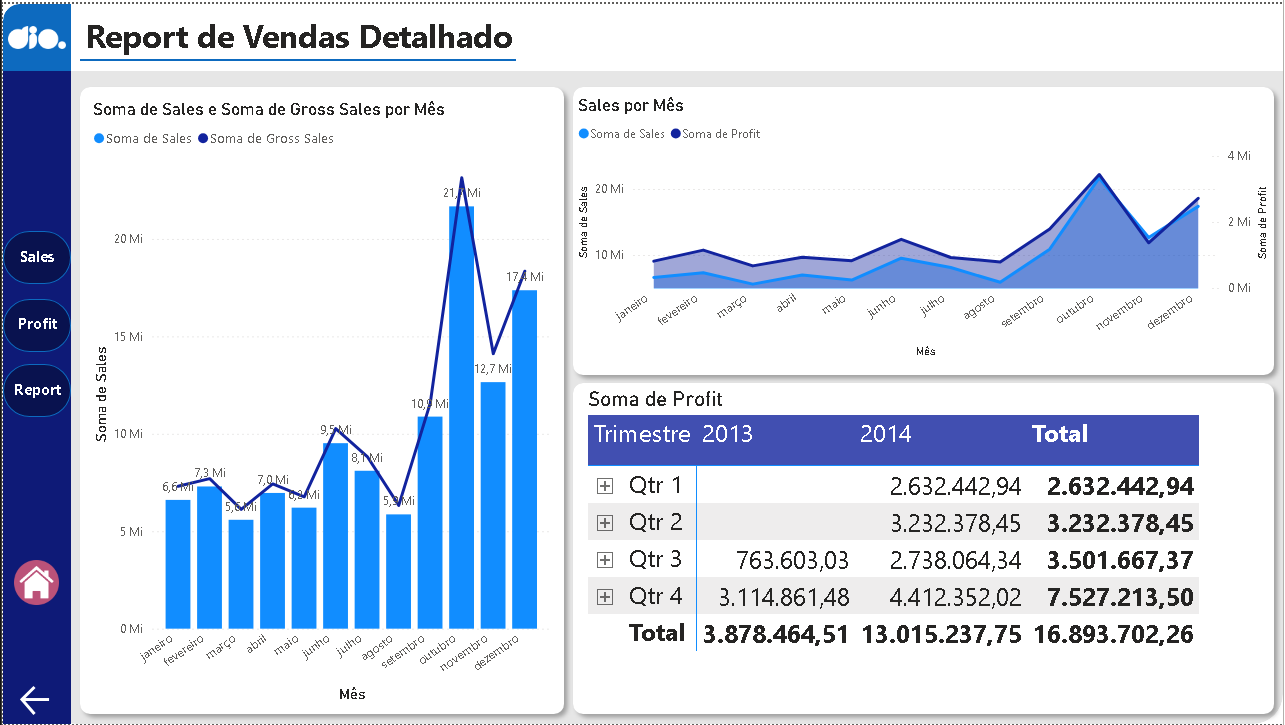 dio.
Report de Vendas Detalhado
Sales
Profit
Report
Soma de Sales e Soma de Gross Sales por Mês
Soma de Sales
Soma de Gross Sales
Soma de Sales
20 Mi
15 Mi
10 Mi
5 Mi
0 Mi
6,6 Mi
7,3 Mi
5,6 Mi
7,0 Mi
6,2 Mi
9,5 Mi
8,1 Mi
5,9 Mi
10,9 Mi
21,7 Mi
12,7 Mi
17,4 Mi
janeiro
fevereiro
março
abril
maio
junho
julho
agosto
setembro
outubro
novembro
dezembro
Mês
Sales por Mês
Soma de Sales
Soma de Profit
Soma de Sales
20 Mi
10 Mi
4 Mi
2 Mi
0 Mi
Soma de Profit
janeiro
fevereiro
março
abril
maio
junho
julho
agosto
setembro
outubro
novembro
dezembro
Mês
Soma de Profit
Trimestre 2013 2014 Total
Qtr 1 2.632.442,94 2.632.442,94
Qtr 2 3.232.378,45 3.232.378,45
Qtr 3 763.603,03 2.738.064,34 3.501.667,37
Qtr 4 3.114.861,48 4.412.352,02 7.527.213,50
Total 3.878.464,51 13.015.237,75 16.893.702,26